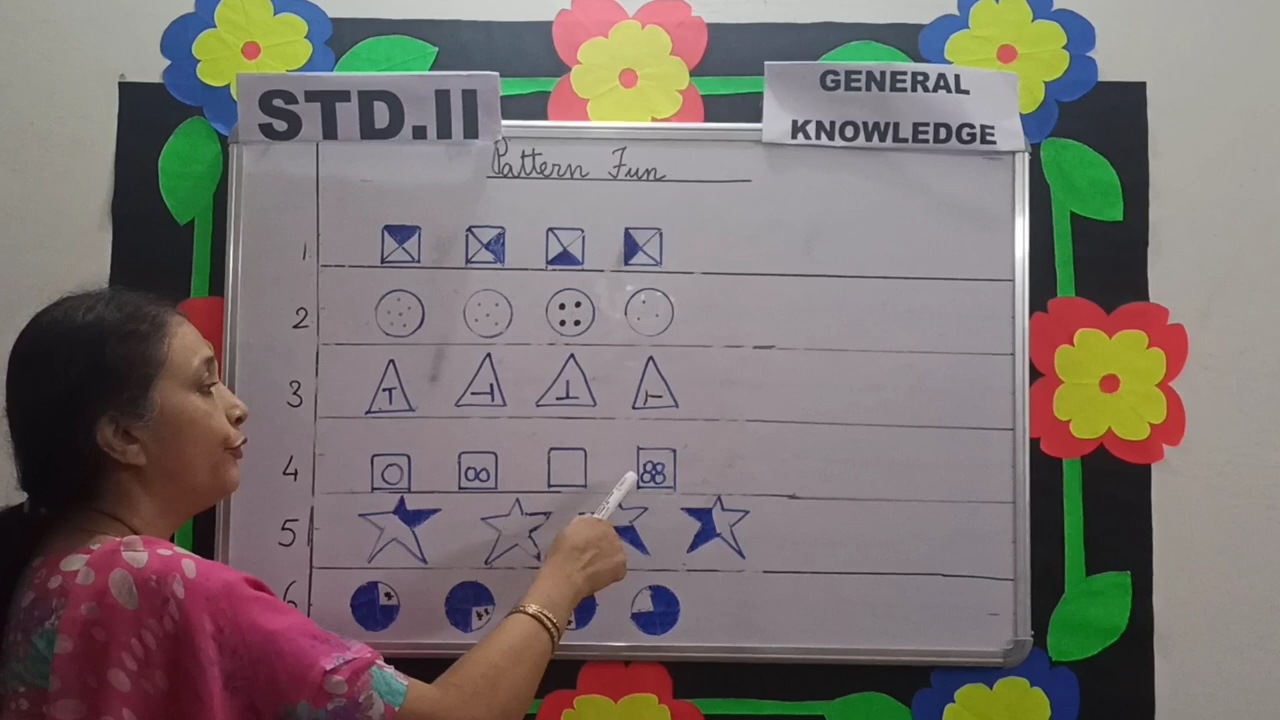 STD.II
GENERAL
KNOWLEDGE
Pattern Fun
1
2
3
T T T T
4
5
6